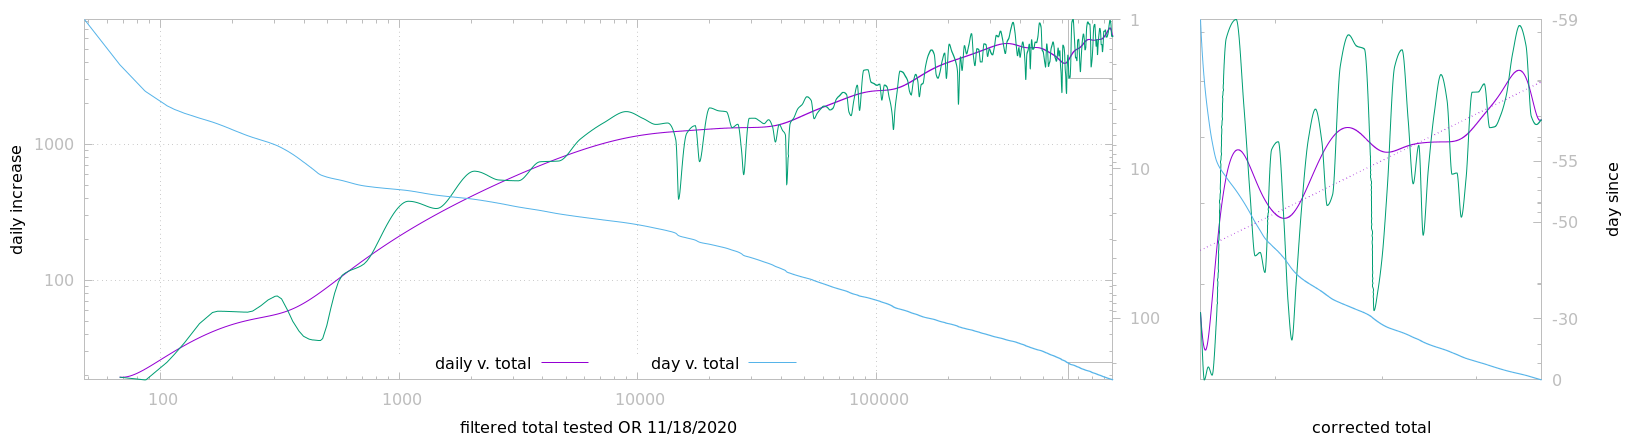 1
-59
1000
daily increase
10
-55
-50
day since
100
100
-30
daily v. total
day v. total
0
100
1000
10000
100000
filtered total tested OR 11/18/2020
corrected total